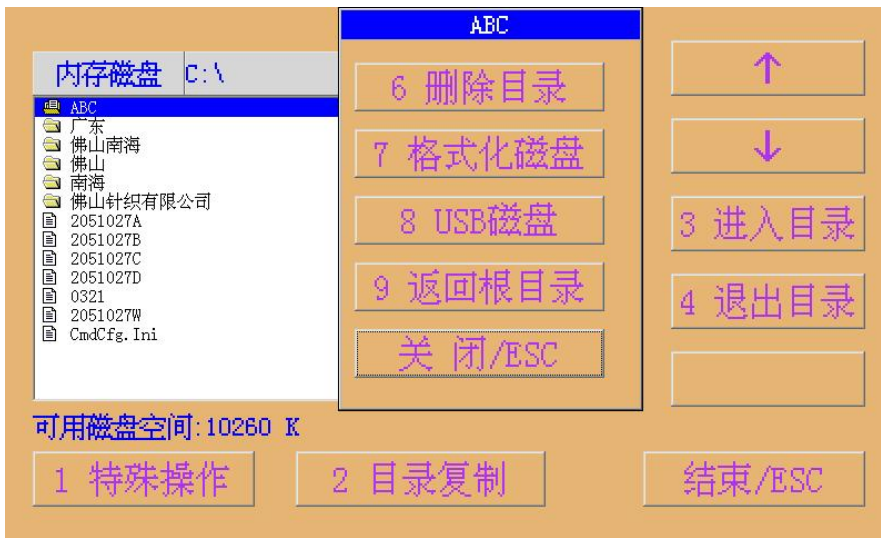 内存磁盘 C:\
ABC
广东
佛山南海
佛山
南海
佛山针织有限公司
2051027A
2051027B
2051027C
2051027D
0321
2051027W
CmdCfg.Ini
可用磁盘空间:10260 K
ABC
6 删除目录
7 格式化磁盘
8 USB磁盘
9 返回根目录
关 闭/ESC
↑
↓
3 进入目录
4 退出目录
1 特殊操作
2 目录复制
结束/ESC